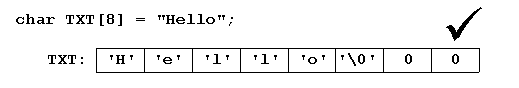 char TXT[8] = "Hello";
TXT: 'H' 'e' 'l' 'l' 'o' '\0' 0 0